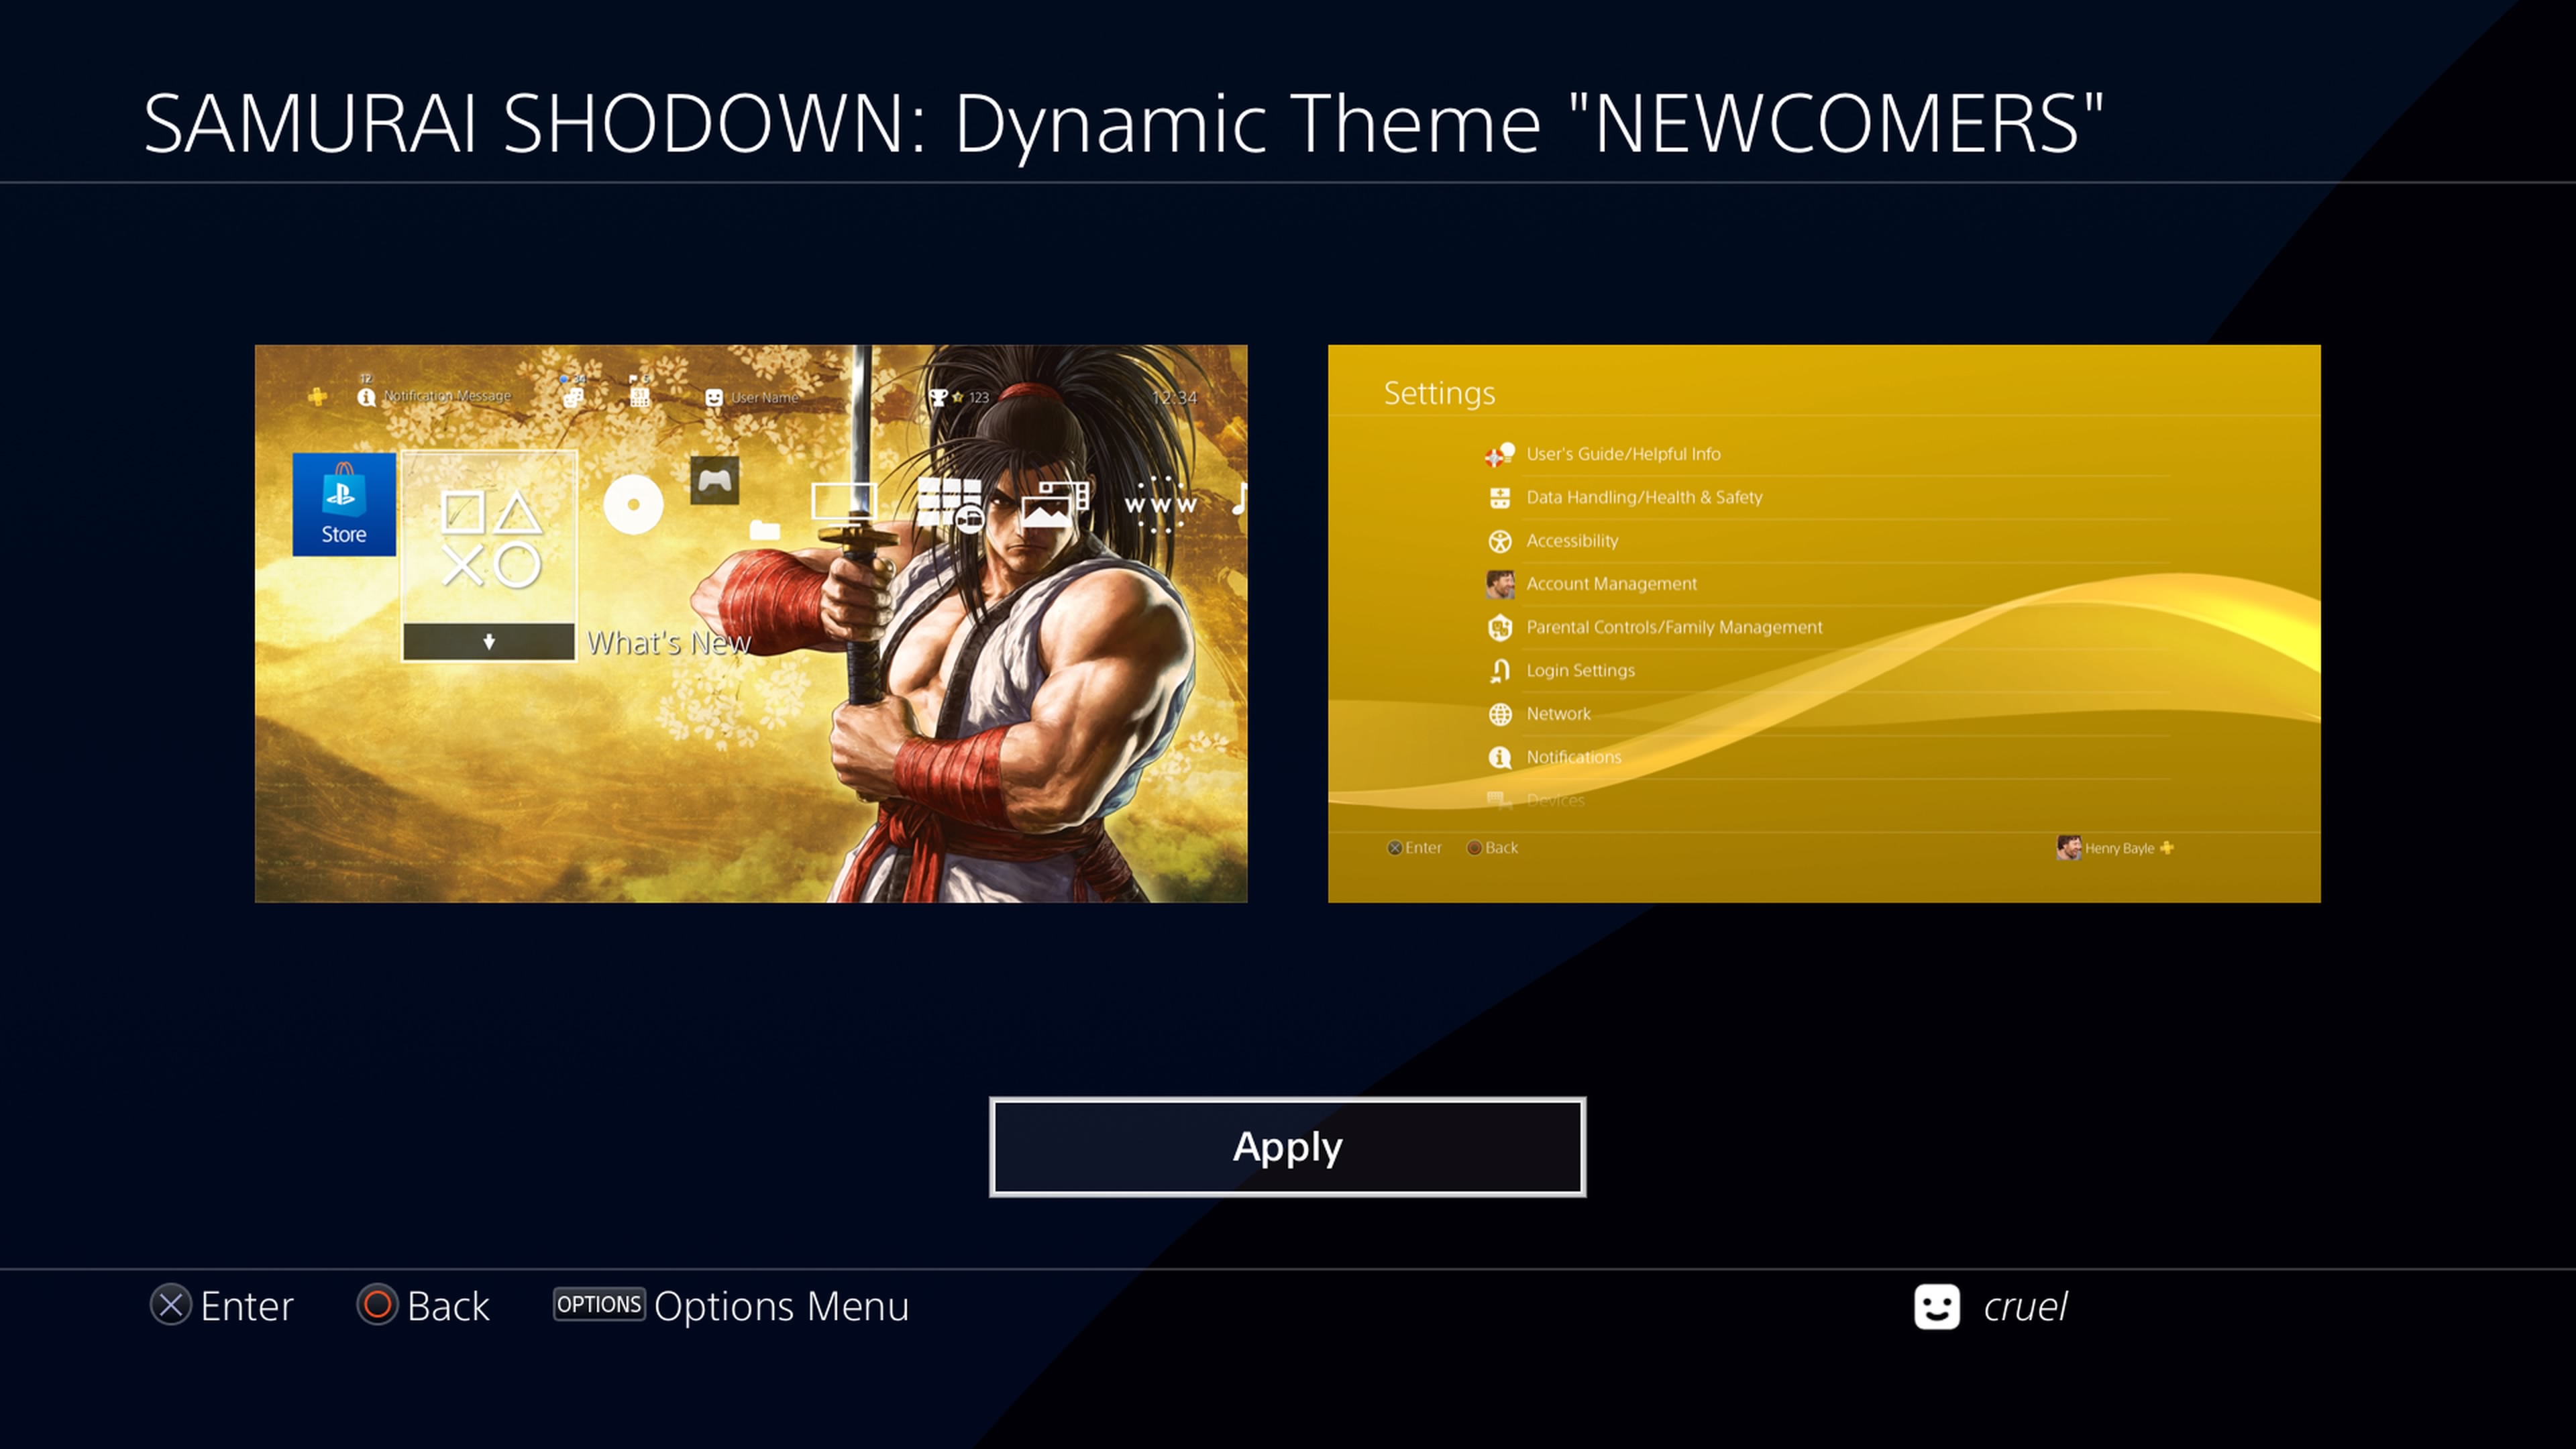 SAMURAI SHODOWN: Dynamic Theme "NEWCOMERS"
12
Notification Message
User Name
123
12:34
Store
www
What's New
Settings
User's Guide/Helpful Info
Data Handling/Health & Safety
Accessibility
Account Management
Parental Controls/Family Management
Login Settings
Network
Notifications
Devices
Enter
Back
Henry Bayle
Apply
Enter
Back
OPTIONS Options Menu
cruel